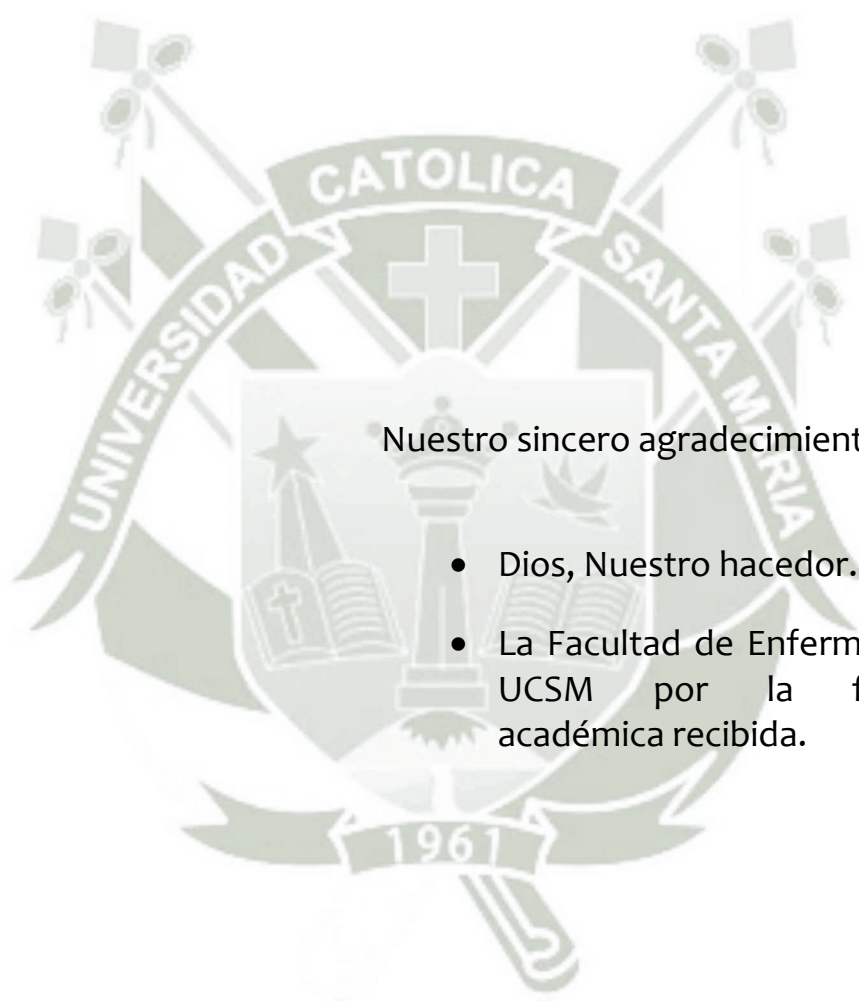 UNIVERSIDAD CATOLICA SANTA MARIA
Nuestro sincero agradecimient
• Dios, Nuestro hacedor.
• La Facultad de Enferm
UCSM por la f
académica recibida.
1961